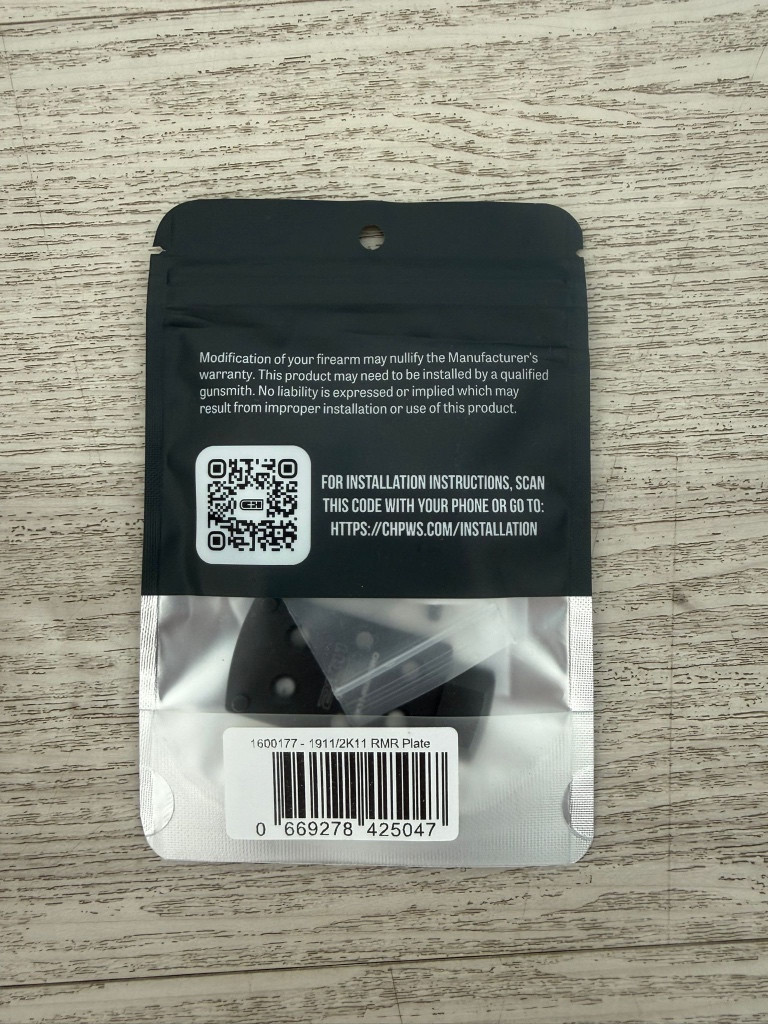 Modification of your firearm may nullify the Manufacturer's
warranty. This product may need to be installed by a qualified
gunsmith. No liability is expressed or implied which may
result from improper installation or use of this product.
FOR INSTALLATION INSTRUCTIONS, SCAN
THIS CODE WITH YOUR PHONE OR GO TO:
HTTPS://CHPWS.COM/INSTALLATION
1600177 - 1911/2K11 RMR Plate
0 669278 425047